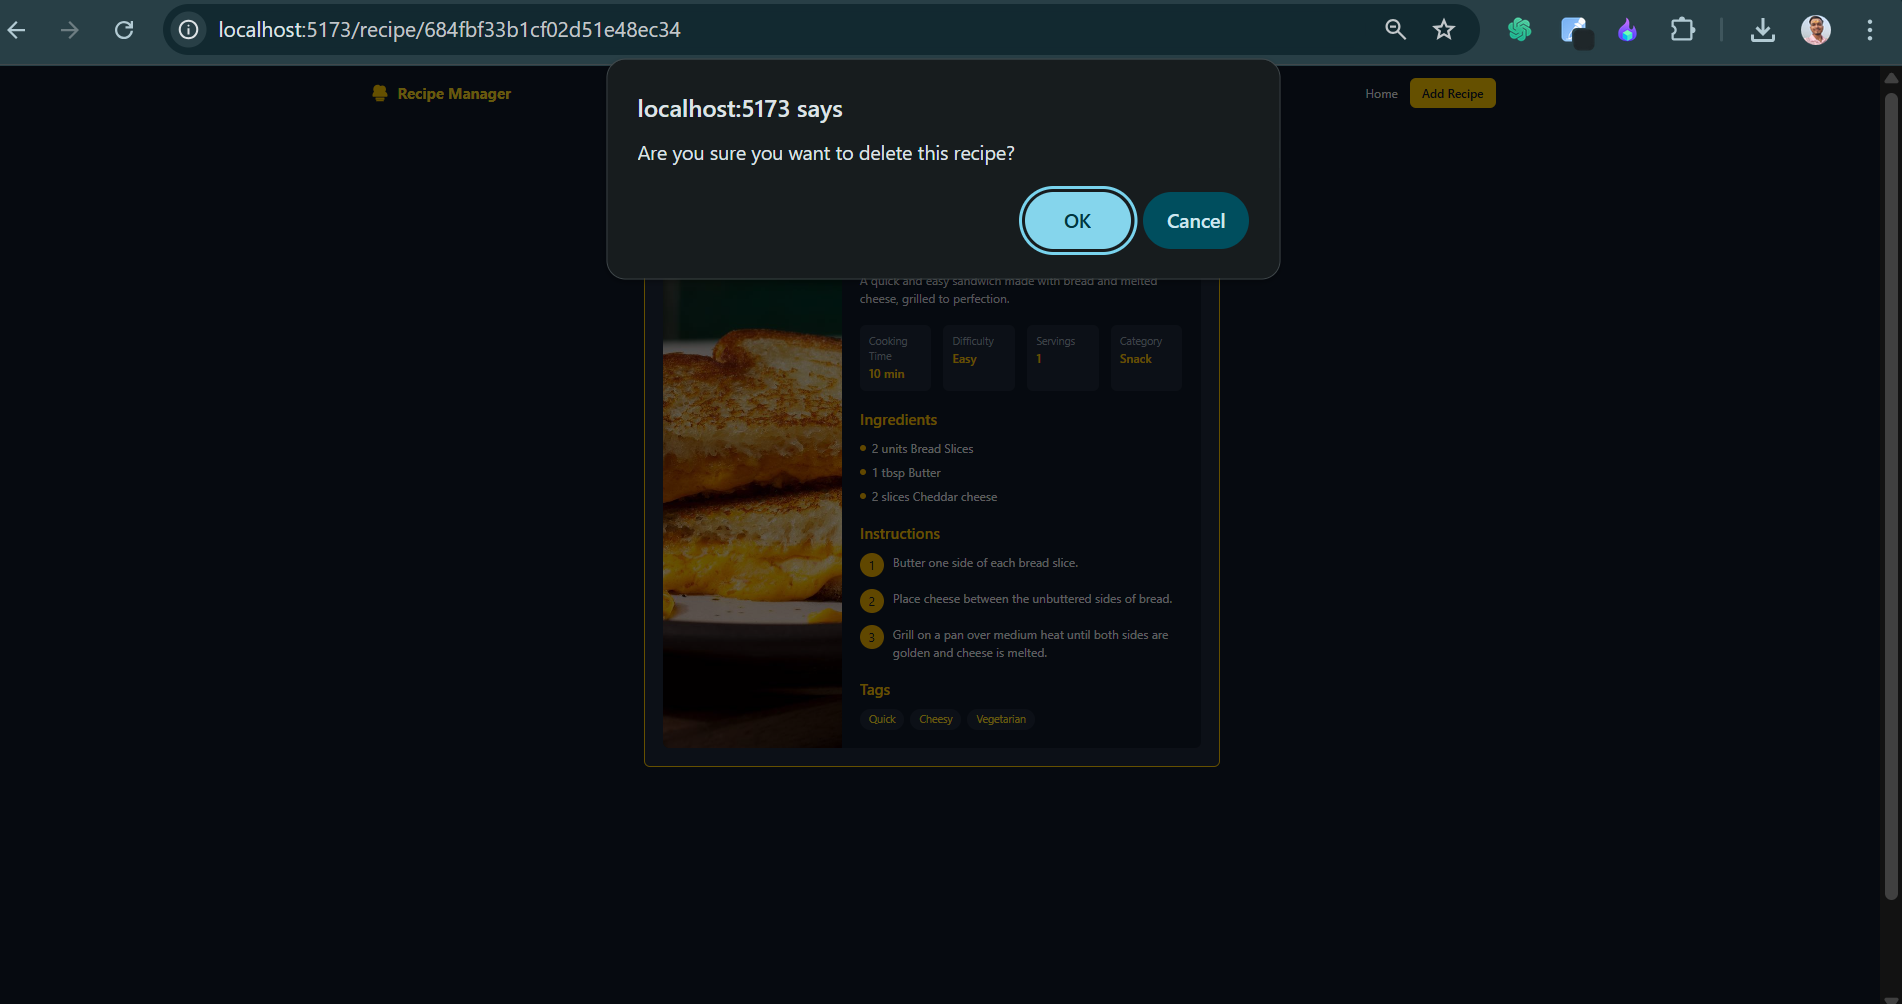 localhost:5173/recipe/684fbf33b1cf02d51e48ec34
Recipe Manager
Home
Add Recipe
localhost:5173 says
Are you sure you want to delete this recipe?
OK
Cancel
A quick and easy sandwich made with bread and melted
cheese, grilled to perfection.
Cooking
Time
10 min
Difficulty
Easy
Servings
1
Category
Snack
Ingredients
2 units Bread Slices
1 tbsp Butter
2 slices Cheddar cheese
Instructions
1 Butter one side of each bread slice.
2 Place cheese between the unbuttered sides of bread.
3 Grill on a pan over medium heat until both sides are
golden and cheese is melted.
Tags
Quick
Cheesy
Vegetarian